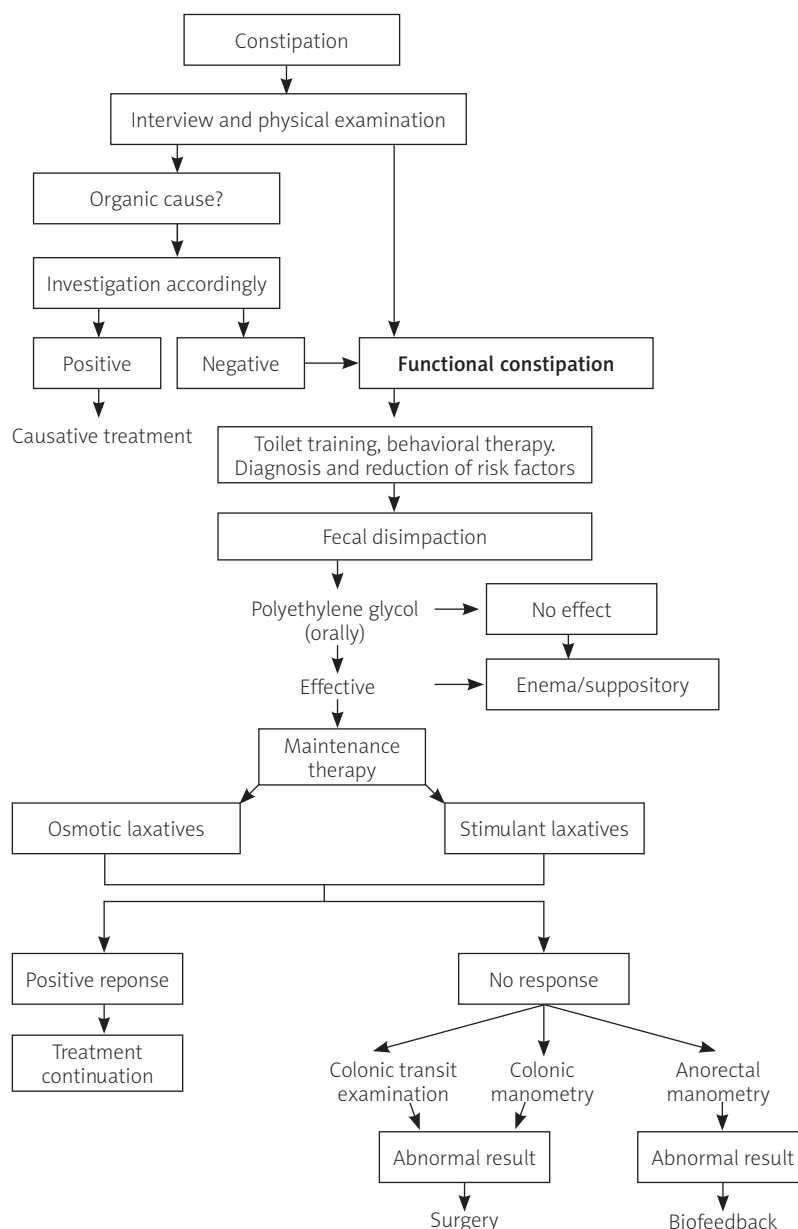 Constipation
Interview and physical examination
Organic cause?
Investigation accordingly
Positive
Negative
Functional constipation
Causative treatment
Toilet training, behavioral therapy.
Diagnosis and reduction of risk factors
Fecal disimpaction
Polyethylene glycol
(orally)
No effect
Effective
Enema/suppository
Maintenance
therapy
Osmotic laxatives
Stimulant laxatives
Positive reponse
No response
Treatment
continuation
Colonic transit
examination
Colonic
manometry
Anorectal
manometry
Abnormal result
Abnormal result
Surgery
Biofeedback